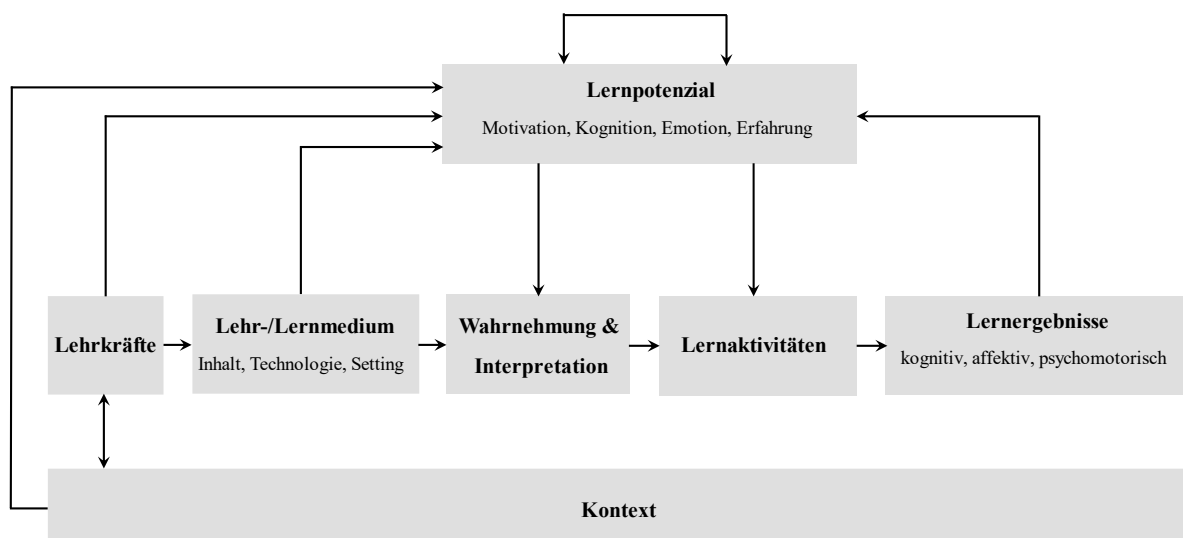 Lernpotenzial
Motivation, Kognition, Emotion, Erfahrung
Lehrkräfte
Lehr-/Lernmedium
Inhalt, Technologie, Setting
Wahrnehmung &
Interpretation
Lernaktivitäten
Lernergebnisse
kognitiv, affektiv, psychomotorisch
Kontext